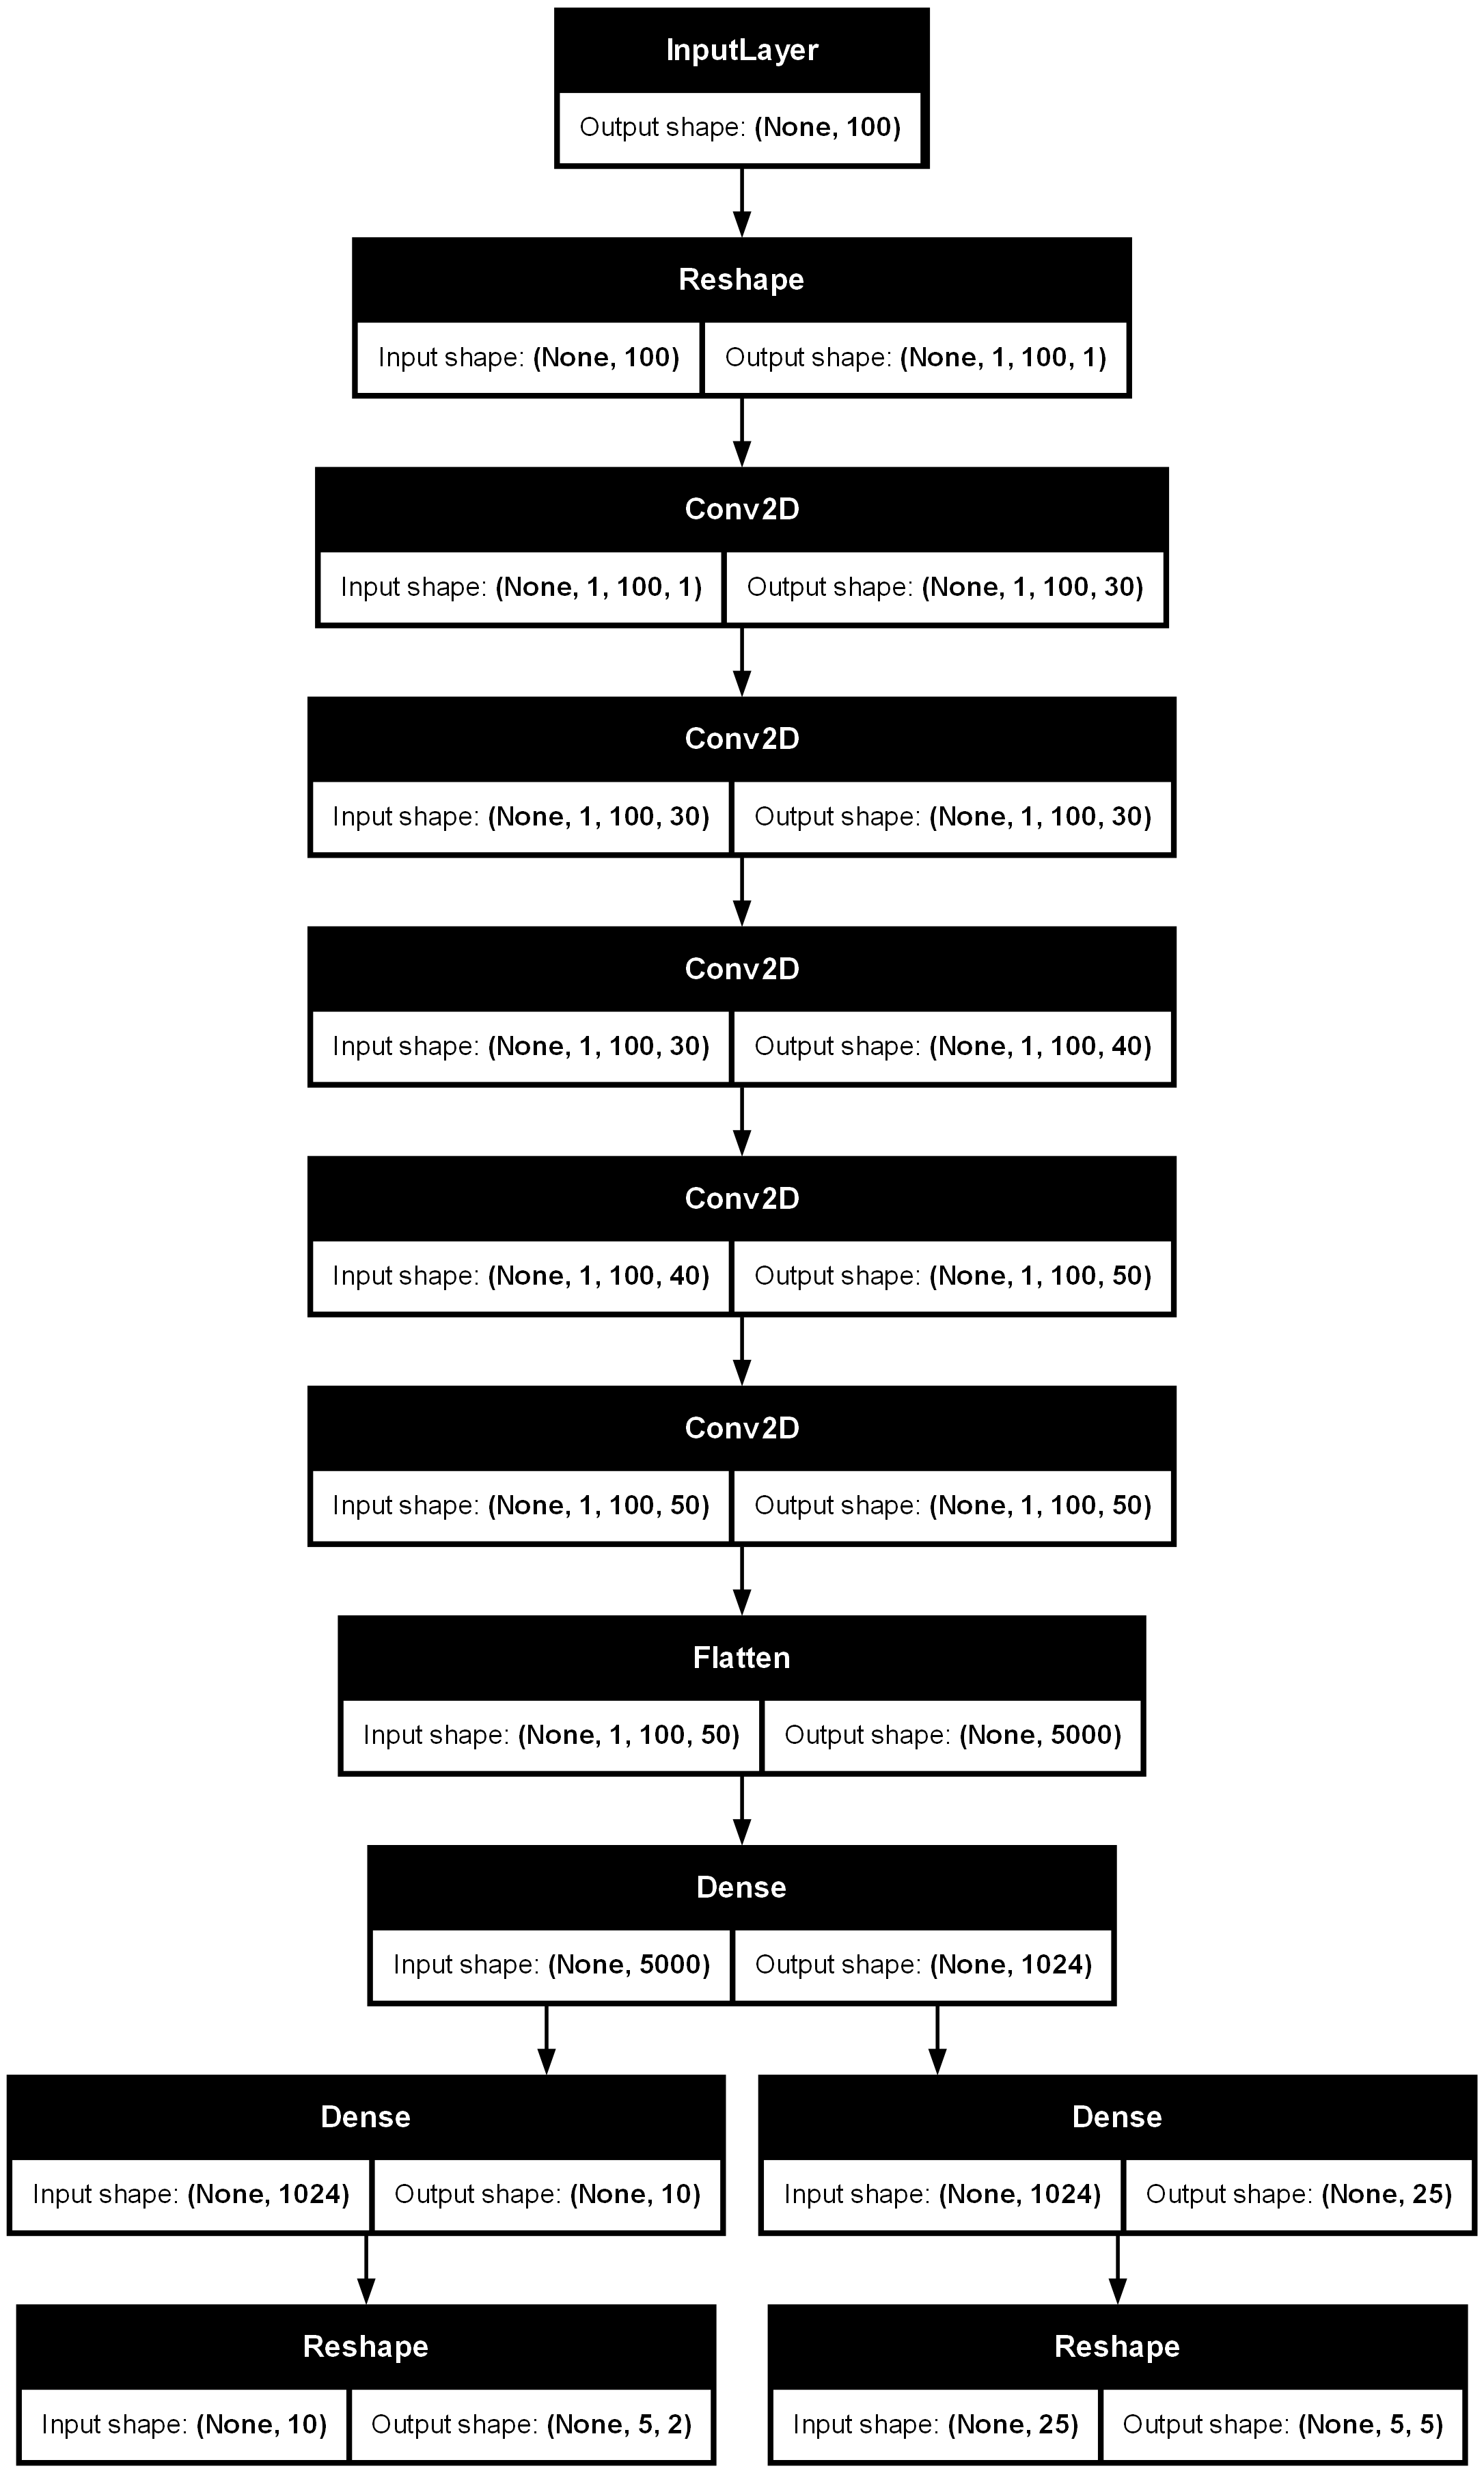 InputLayer
Output shape: (None, 100)
Reshape
Input shape: (None, 100) Output shape: (None, 1, 100, 1)
Conv2D
Input shape: (None, 1, 100, 1) Output shape: (None, 1, 100, 30)
Conv2D
Input shape: (None, 1, 100, 30) Output shape: (None, 1, 100, 30)
Conv2D
Input shape: (None, 1, 100, 30) Output shape: (None, 1, 100, 40)
Conv2D
Input shape: (None, 1, 100, 40) Output shape: (None, 1, 100, 50)
Conv2D
Input shape: (None, 1, 100, 50) Output shape: (None, 1, 100, 50)
Flatten
Input shape: (None, 1, 100, 50) Output shape: (None, 5000)
Dense
Input shape: (None, 5000) Output shape: (None, 1024)
Dense
Input shape: (None, 1024) Output shape: (None, 10)
Dense
Input shape: (None, 1024) Output shape: (None, 25)
Reshape
Input shape: (None, 10) Output shape: (None, 5, 2)
Reshape
Input shape: (None, 25) Output shape: (None, 5, 5)